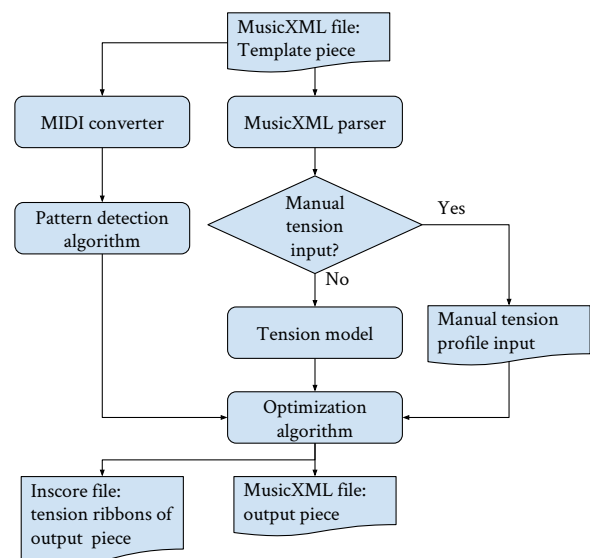 MusicXML file:
Template piece
MIDI converter
MusicXML parser
Manual
tension
input?
Yes
Pattern detection
algorithm
No
Tension model
Manual tension
profile input
Optimization
algorithm
Inscore file:
tension ribbons of
output piece
MusicXML file:
output piece